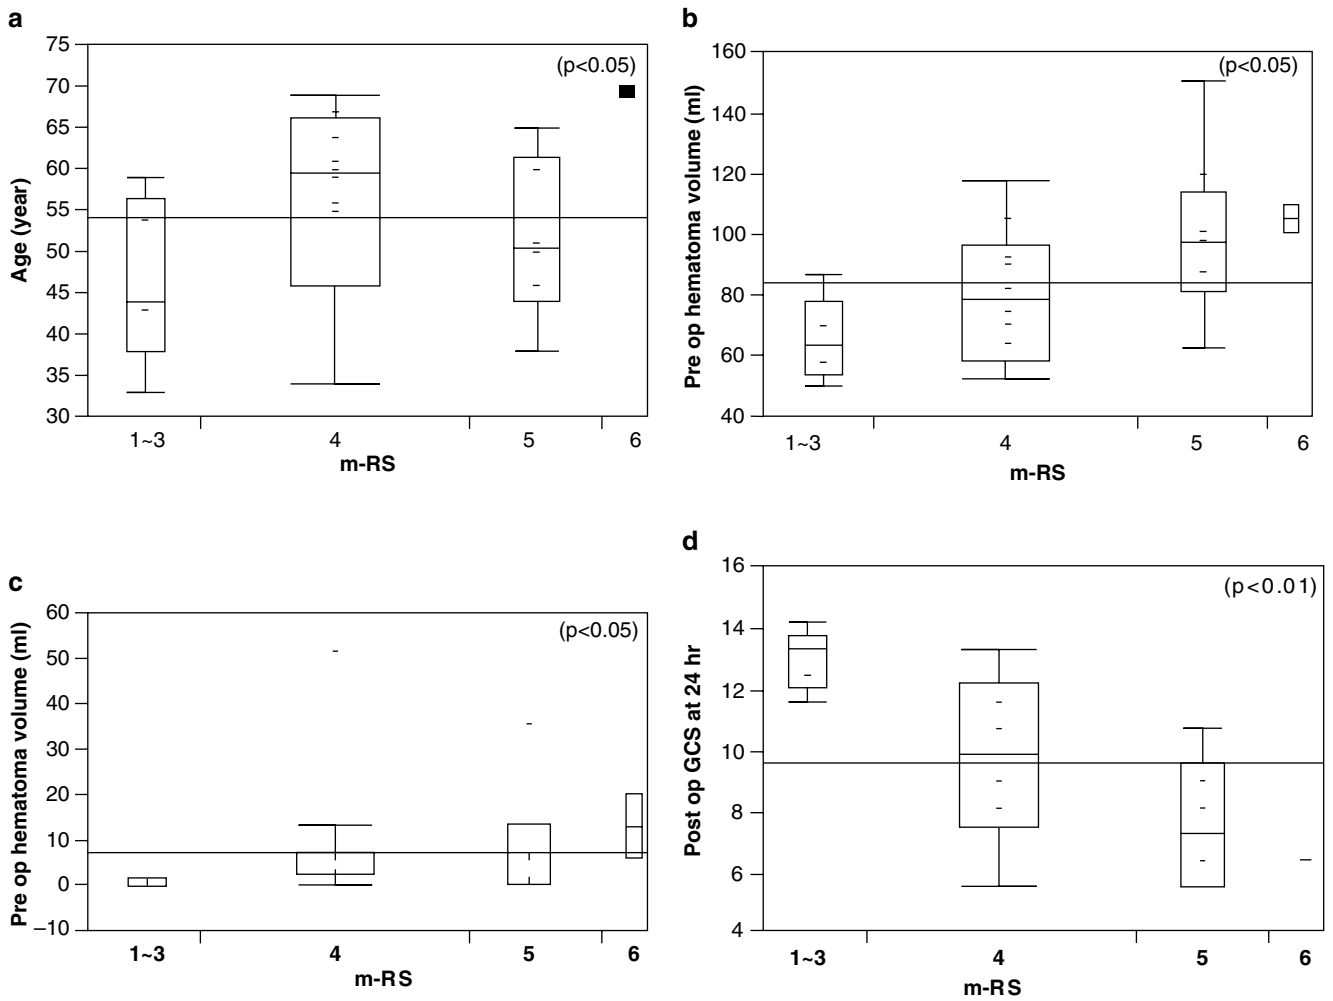 a
75
70
65
60
55
50
45
40
35
30
Age (year)
(p<0.05)
1~3 4 5 6
m-RS
b
160
140
120
100
80
60
40
Pre op hematoma volume (ml)
(p<0.05)
1~3 4 5 6
m-RS
c
60
50
40
30
20
10
0
−10
Pre op hematoma volume (ml)
(p<0.05)
1~3 4 5 6
m-RS
d
16
14
12
10
8
6
4
Post op GCS at 24 hr
(p<0.01)
1~3 4 5 6
m-RS